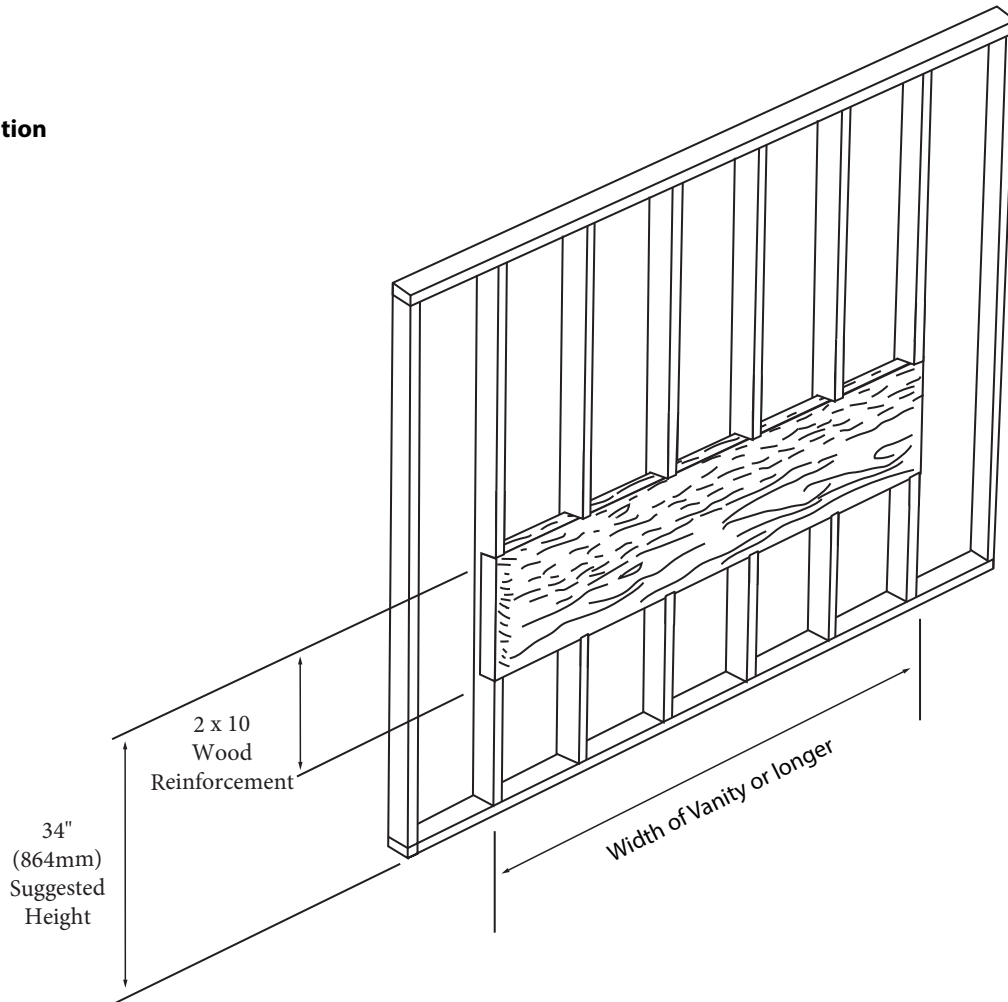 tion
2 x 10
Wood
Reinforcement
34"
(864mm)
Suggested
Height
Width of Vanity or longer